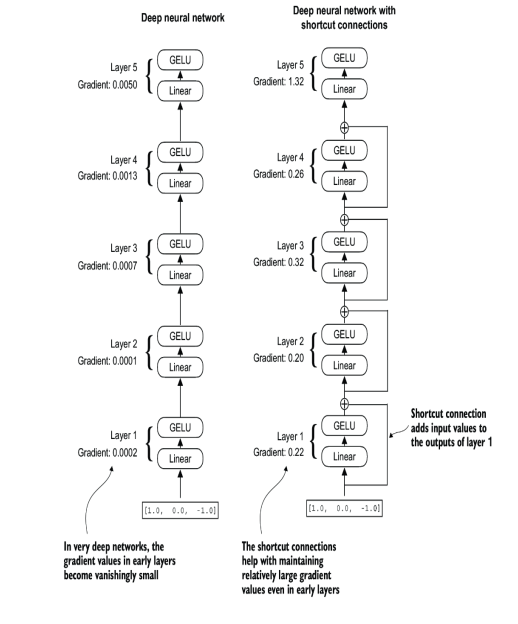 Deep neural network
Deep neural network with
shortcut connections
Layer 5
Gradient: 0.0050
GELU
Linear
Layer 4
Gradient: 0.0013
GELU
Linear
Layer 3
Gradient: 0.0007
GELU
Linear
Layer 2
Gradient: 0.0001
GELU
Linear
Layer 1
Gradient: 0.0002
GELU
Linear
[1.0, 0.0, -1.0]
In very deep networks, the
gradient values in early layers
become vanishingly small
Layer 5
Gradient: 1.32
GELU
Linear
Layer 4
Gradient: 0.26
GELU
Linear
Layer 3
Gradient: 0.32
GELU
Linear
Layer 2
Gradient: 0.20
GELU
Linear
Layer 1
Gradient: 0.22
GELU
Linear
[1.0, 0.0, -1.0]
Shortcut connection
adds input values to
the outputs of layer 1
The shortcut connections
help with maintaining
relatively large gradient
values even in early layers